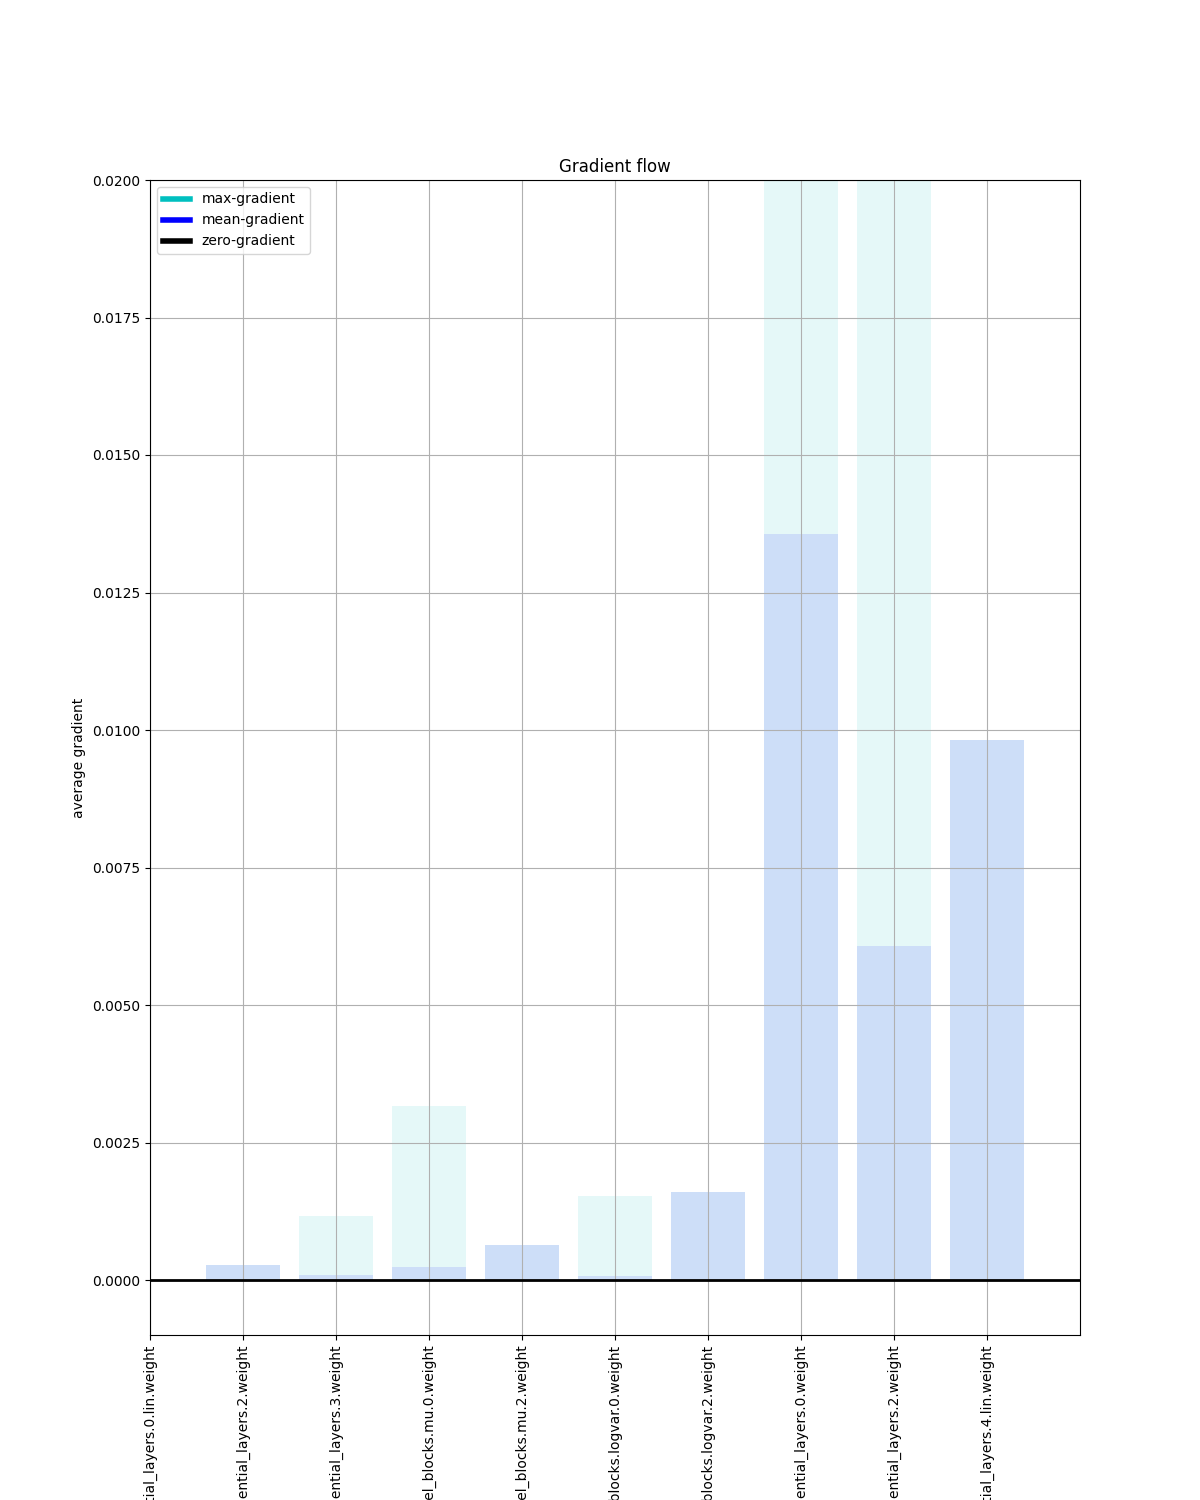 Gradient flow
max-gradient
mean-gradient
zero-gradient
0.0200
0.0175
0.0150
0.0125
0.0100
0.0075
0.0050
0.0025
0.0000
average gradient
tial_layers.0.lin.weight
ential_layers.2.weight
ential_layers.3.weight
el_blocks.mu.0.weight
el_blocks.mu.2.weight
blocks.logvar.0.weight
blocks.logvar.2.weight
ential_layers.0.weight
ential_layers.2.weight
tial_layers.4.lin.weight